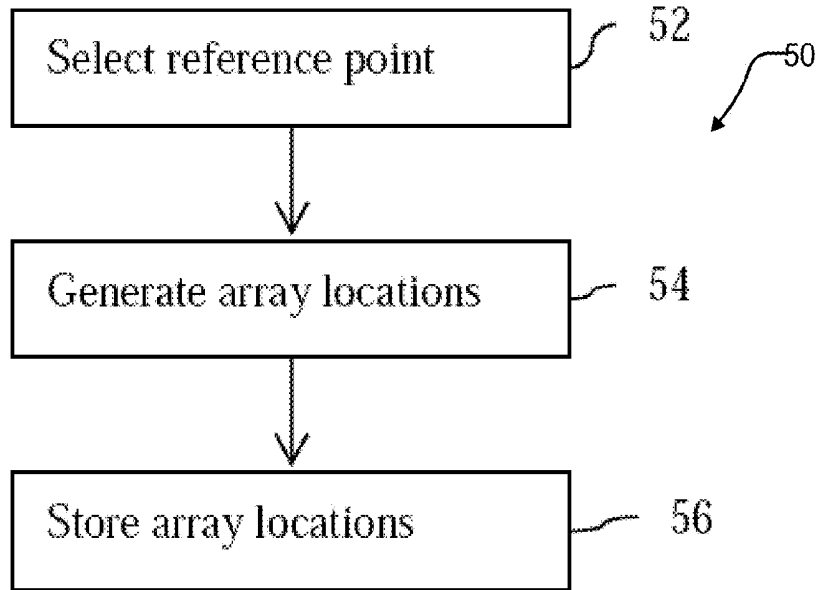 Select reference point
52
50
Generate array locations
54
Store array locations
56